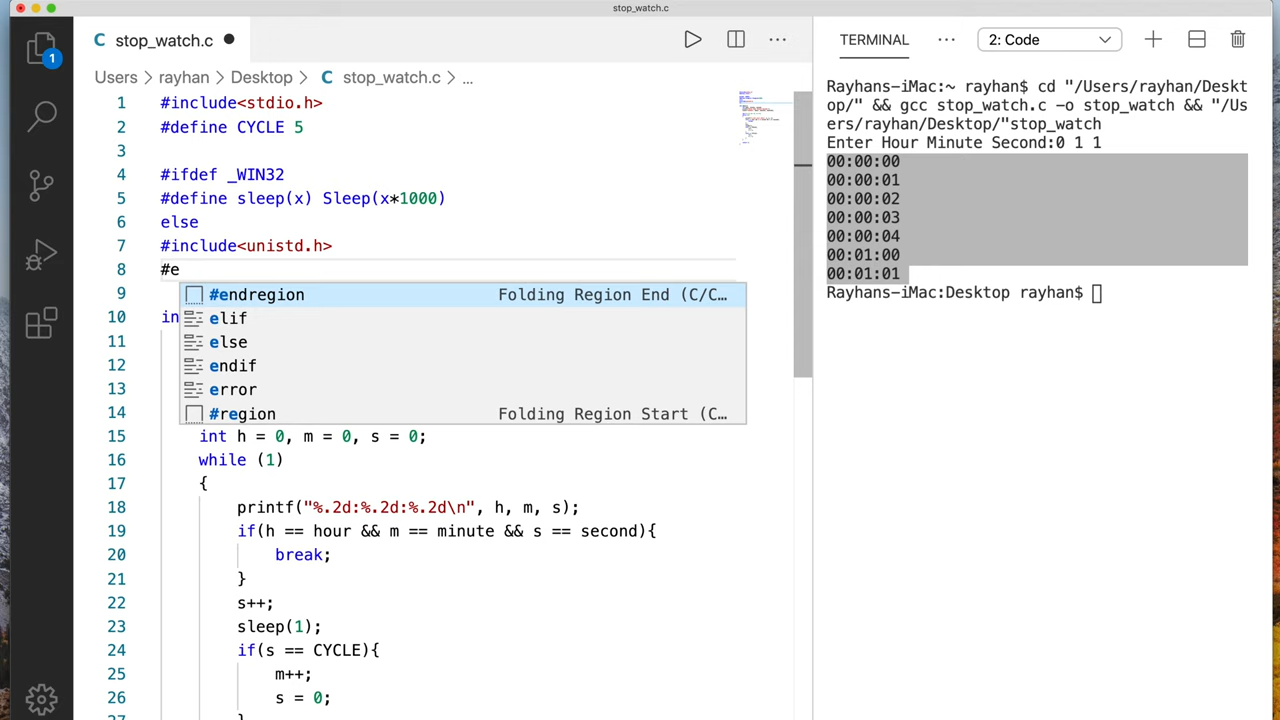 stop_watch.c
C stop_watch.c
TERMINAL
2: Code
1
Users > rayhan > Desktop > C stop_watch.c > ...
1 #include<stdio.h>
2 #define CYCLE 5
3
4 #ifdef _WIN32
5 #define sleep(x) Sleep(x*1000)
6 else
7 #include<unistd.h>
8 #e
9
#endregion Folding Region End (C/C…
10 in
elif
11
else
12
endif
13
error
14
#region Folding Region Start (C…
15 int h = 0, m = 0, s = 0;
16 while (1)
17 {
18 printf("%.2d:%.2d:%.2d\n", h, m, s);
19 if(h == hour && m == minute && s == second){
20 break;
21 }
22 s++;
23 sleep(1);
24 if(s == CYCLE){
25 m++;
26 s = 0;
27 }
Rayhans-iMac:~ rayhan$ cd "/Users/rayhan/Deskt
op/" && gcc stop_watch.c -o stop_watch && "/Us
ers/rayhan/Desktop/"stop_watch
Enter Hour Minute Second:0 1 1
00:00:00
00:00:01
00:00:02
00:00:03
00:00:04
00:01:00
00:01:01
Rayhans-iMac:Desktop rayhan$